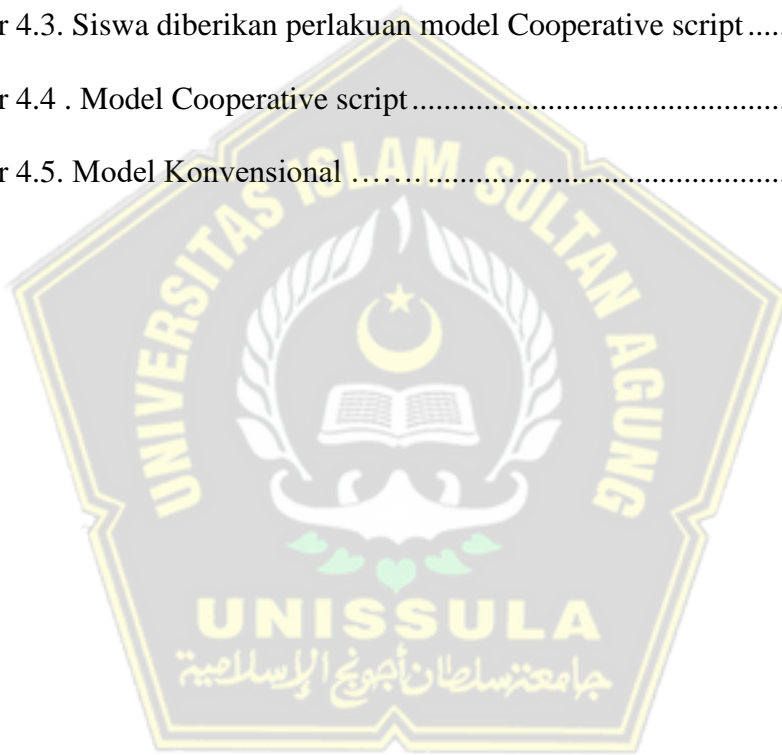 r 4.3. Siswa diberikan perlakuan model Cooperative script .....
r 4.4 . Model Cooperative script ...............................................
r 4.5. Model Konvensional ……. ............................................
UNIVERSITAS ISLAM SULTAN AGUNG
UNISSULA
جامعة سلطان أجونج الإسلامية